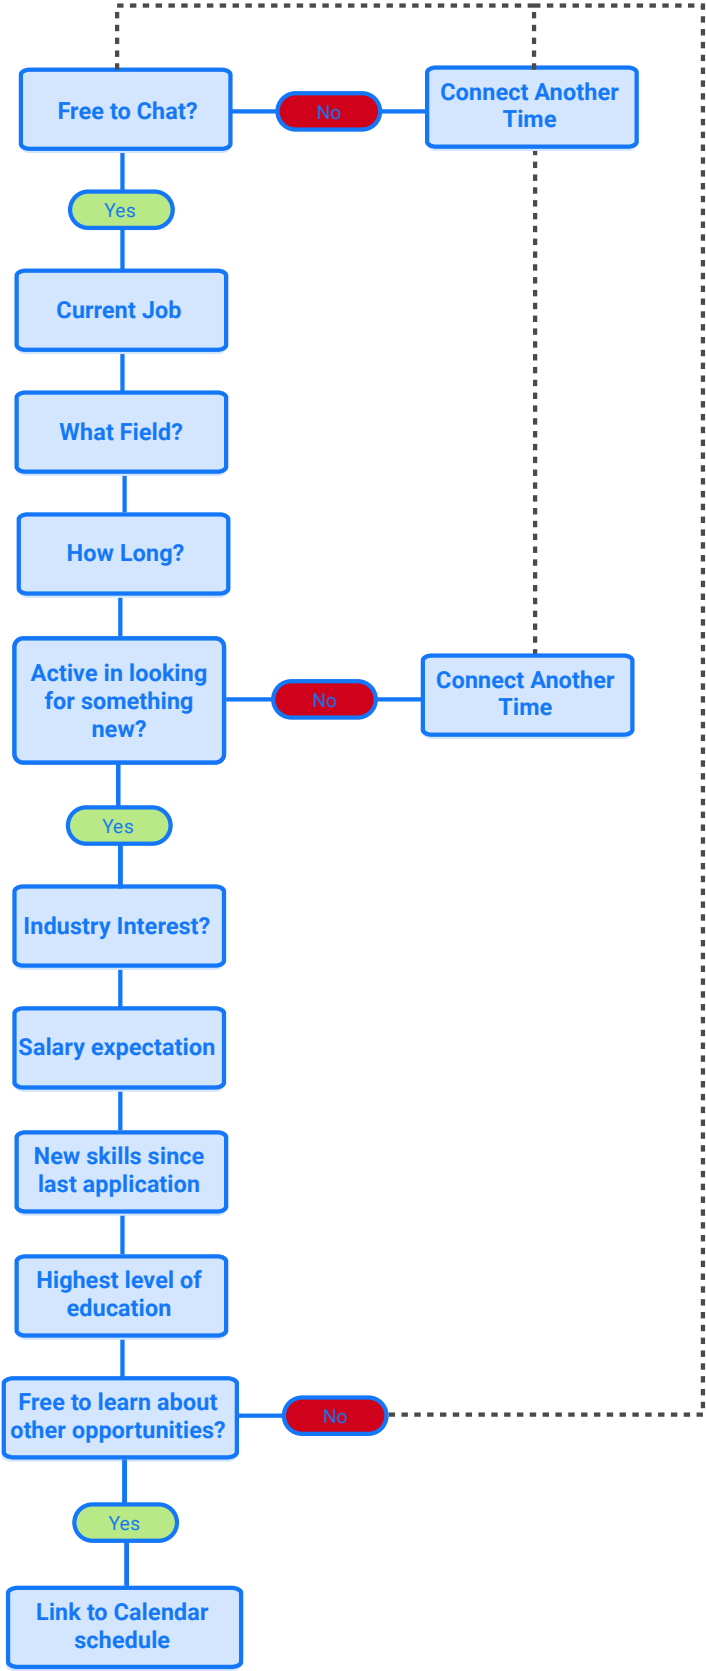 Free to Chat?
No
Connect Another
Time
Yes
Current Job
What Field?
How Long?
Active in looking
for something
new?
No
Connect Another
Time
Yes
Industry Interest?
Salary expectation
New skills since
last application
Highest level of
education
Free to learn about
other opportunities?
No
Yes
Link to Calendar
schedule